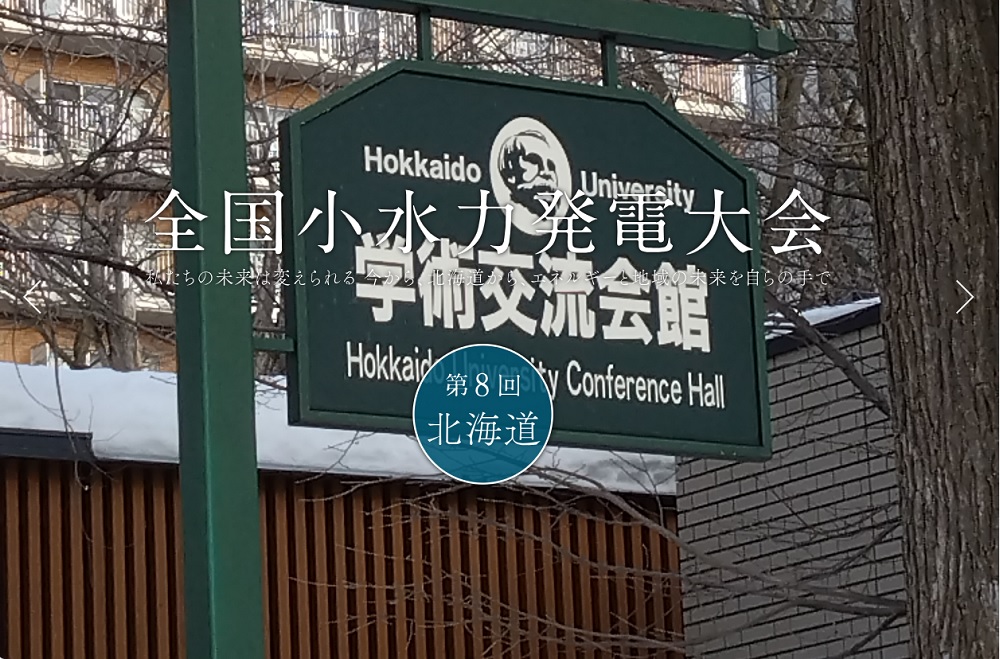 Hokkaido University
全国小水力発電大会
私たちの未来は変えられる 今から、北海道から、エネルギーと地域の未来を自らの手で
学術交流会館
Hokkaido University Conference Hall
第8回
北海道